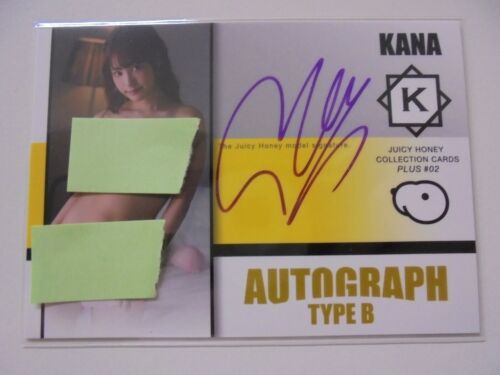 KANA
K
The Juicy Honey model signature.
JUICY HONEY
COLLECTION CARDS
PLUS #02
AUTOGRAPH
TYPE B